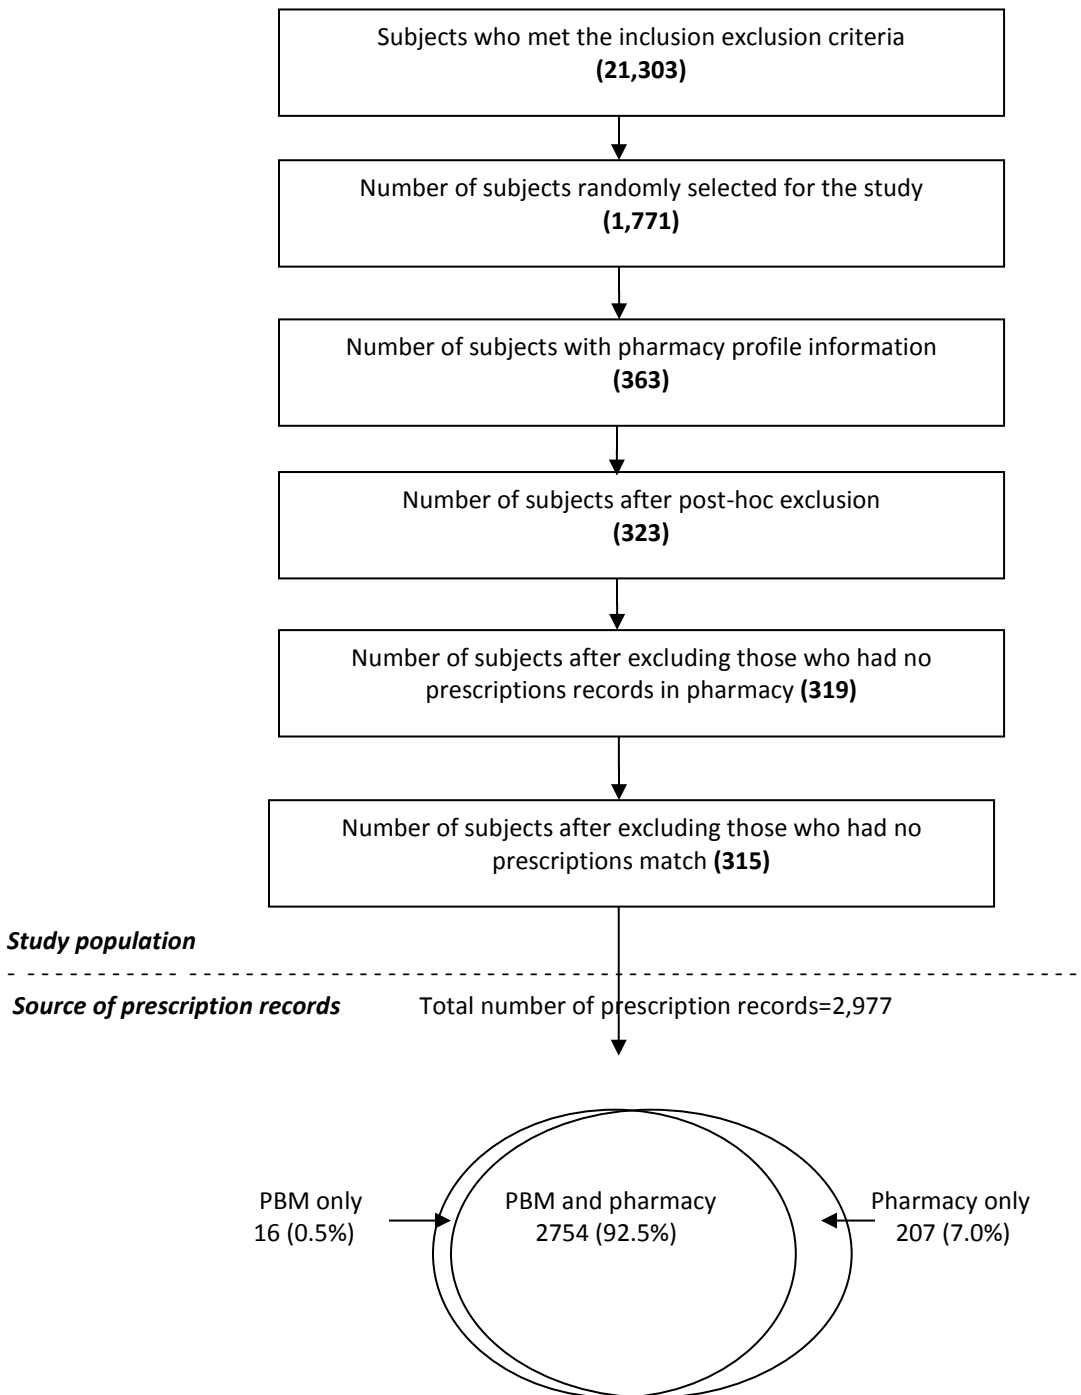 Subjects who met the inclusion exclusion criteria
(21,303)
Number of subjects randomly selected for the study
(1,771)
Number of subjects with pharmacy profile information
(363)
Number of subjects after post-hoc exclusion
(323)
Number of subjects after excluding those who had no
prescriptions records in pharmacy (319)
Number of subjects after excluding those who had no
prescriptions match (315)
Study population
Source of prescription records Total number of prescription records=2,977
PBM only
16 (0.5%)
PBM and pharmacy
2754 (92.5%)
Pharmacy only
207 (7.0%)